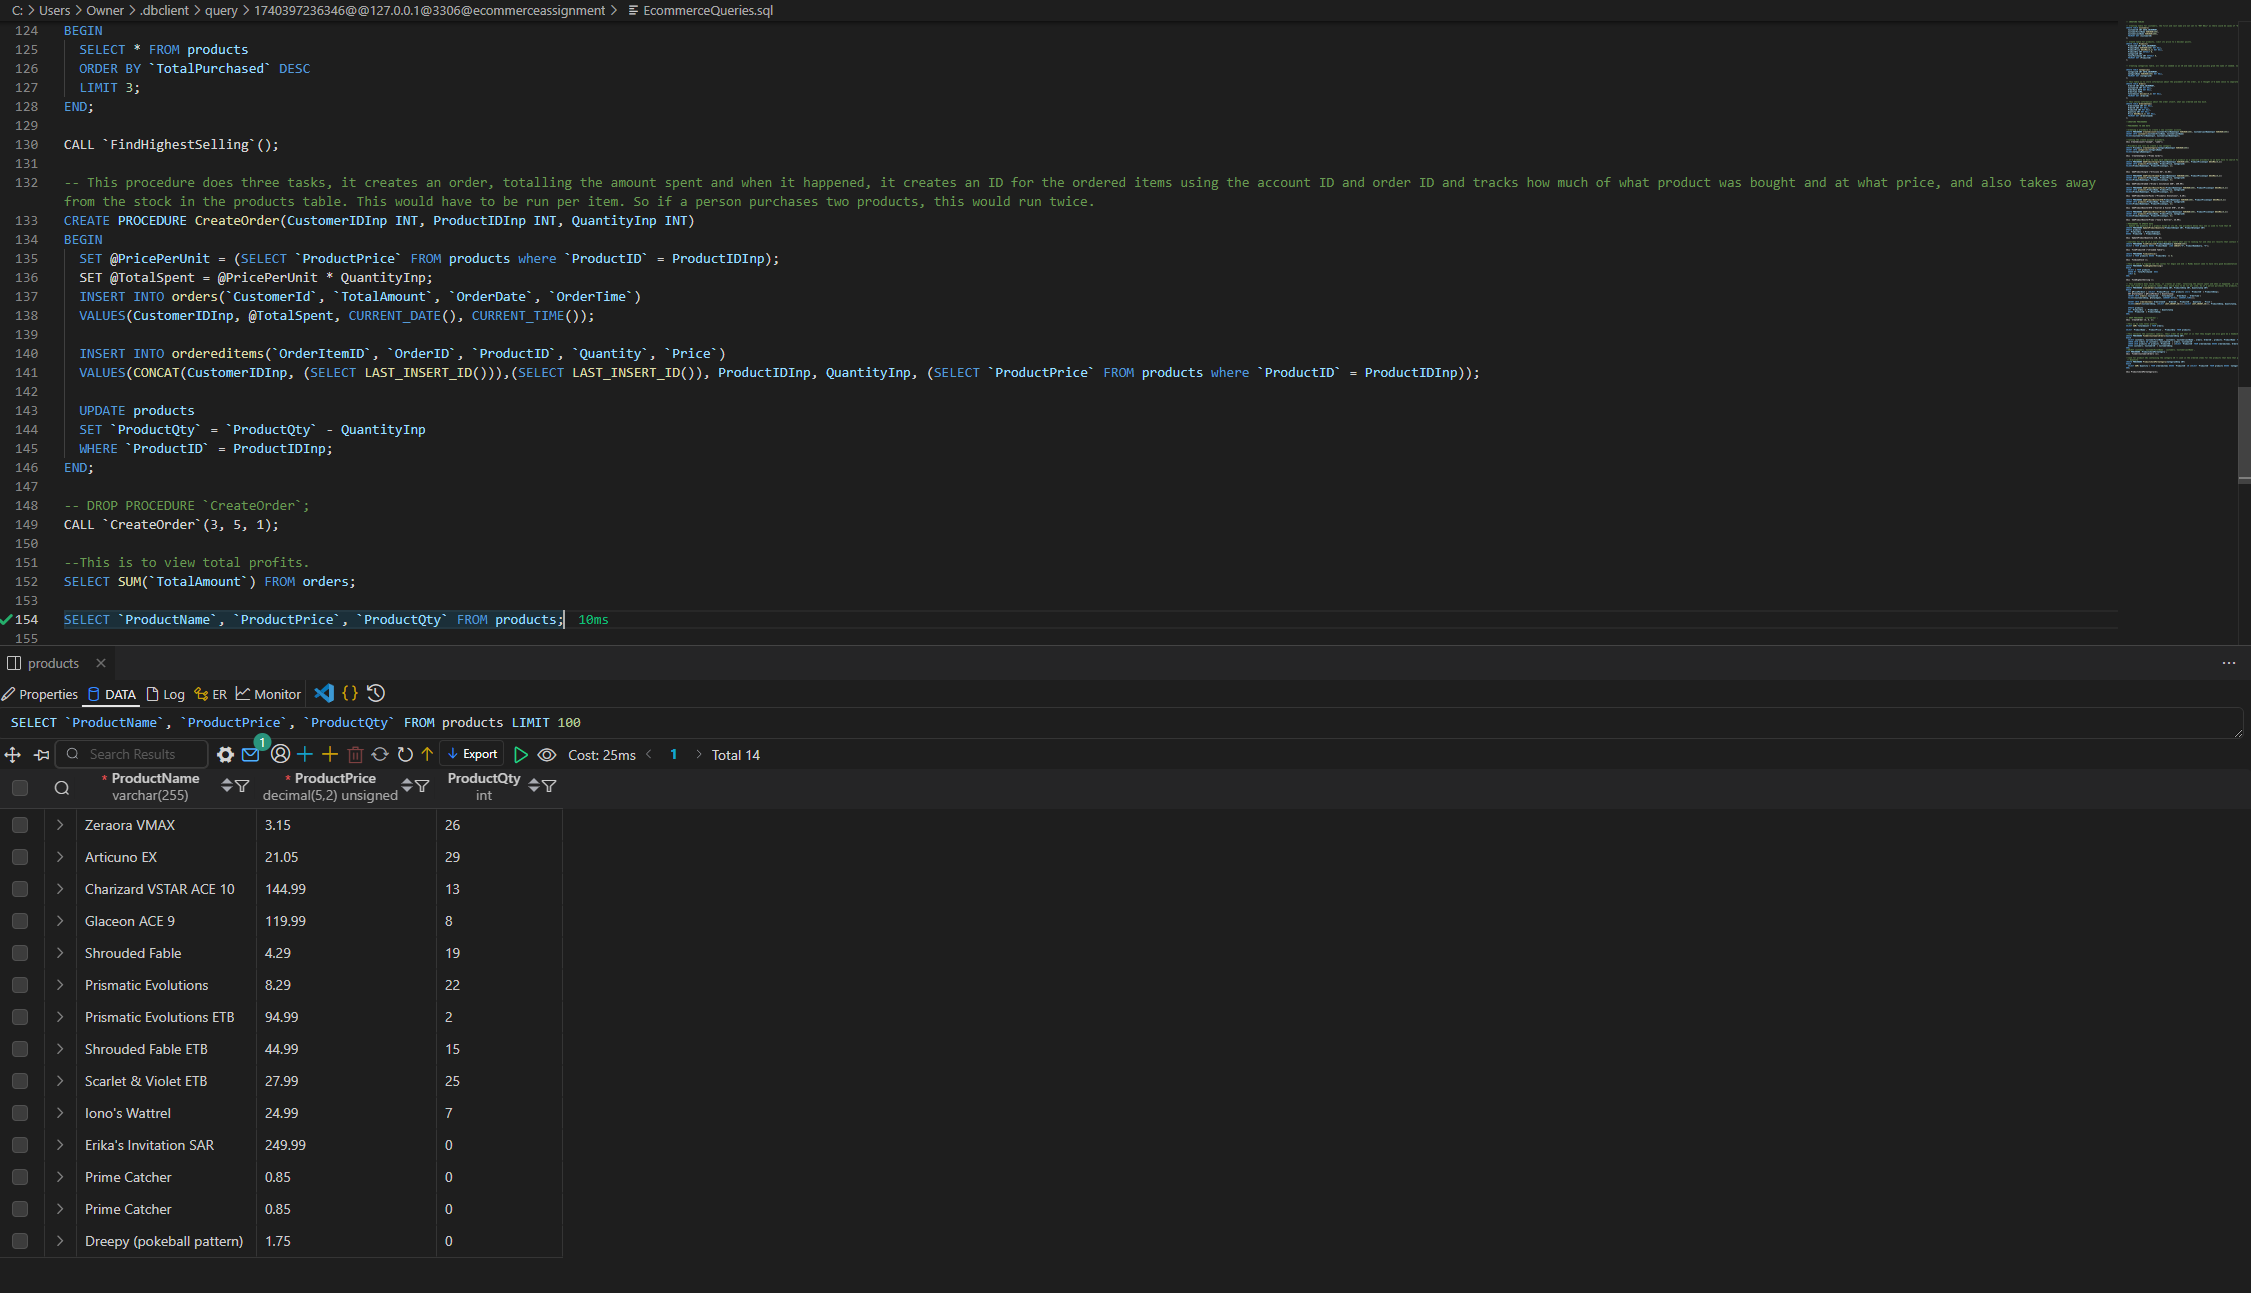 C: > Users > Owner > .dbclient > query > 1740397236346@@127.0.0.1@3306@ecommerceassignment > EcommerceQueries.sql
124 BEGIN
125 SELECT * FROM products
126 ORDER BY `TotalPurchased` DESC
127 LIMIT 3;
128 END;
129
130 CALL `FindHighestSelling`();
131
132 -- This procedure does three tasks, it creates an order, totalling the amount spent and when it happened, it creates an ID for the ordered items using the account ID and order ID and tracks how much of what product was bought and at what price, and also takes away
from the stock in the products table. This would have to be run per item. So if a person purchases two products, this would run twice.
133 CREATE PROCEDURE CreateOrder(CustomerIDInp INT, ProductIDInp INT, QuantityInp INT)
134 BEGIN
135 SET @PricePerUnit = (SELECT `ProductPrice` FROM products where `ProductID` = ProductIDInp);
136 SET @TotalSpent = @PricePerUnit * QuantityInp;
137 INSERT INTO orders(`CustomerId`, `TotalAmount`, `OrderDate`, `OrderTime`)
138 VALUES(CustomerIDInp, @TotalSpent, CURRENT_DATE(), CURRENT_TIME());
139
140 INSERT INTO ordereditems(`OrderItemID`, `OrderID`, `ProductID`, `Quantity`, `Price`)
141 VALUES(CONCAT(CustomerIDInp, (SELECT LAST_INSERT_ID())),(SELECT LAST_INSERT_ID()), ProductIDInp, QuantityInp, (SELECT `ProductPrice` FROM products where `ProductID` = ProductIDInp));
142
143 UPDATE products
144 SET `ProductQty` = `ProductQty` - QuantityInp
145 WHERE `ProductID` = ProductIDInp;
146 END;
147
148 -- DROP PROCEDURE `CreateOrder`;
149 CALL `CreateOrder`(3, 5, 1);
150
151 --This is to view total profits.
152 SELECT SUM(`TotalAmount`) FROM orders;
153
154 SELECT `ProductName`, `ProductPrice`, `ProductQty` FROM products; 10ms
155
products
Properties DATA Log ER Monitor
SELECT `ProductName`, `ProductPrice`, `ProductQty` FROM products LIMIT 100
Search Results 1 Export Cost: 25ms < 1 > Total 14
* ProductName * ProductPrice ProductQty
varchar(255) decimal(5,2) unsigned int
Zeraora VMAX 3.15 26
Articuno EX 21.05 29
Charizard VSTAR ACE 10 144.99 13
Glaceon ACE 9 119.99 8
Shrouded Fable 4.29 19
Prismatic Evolutions 8.29 22
Prismatic Evolutions ETB 94.99 2
Shrouded Fable ETB 44.99 15
Scarlet & Violet ETB 27.99 25
Iono's Wattrel 24.99 7
Erika's Invitation SAR 249.99 0
Prime Catcher 0.85 0
Prime Catcher 0.85 0
Dreepy (pokeball pattern) 1.75 0